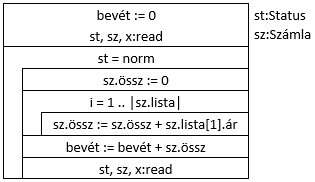 bevét := 0
st, sz, x:read
st:Status
sz:Számla
st = norm
sz.össz := 0
i = 1 .. |sz.lista|
sz.össz := sz.össz + sz.lista[1].ár
bevét := bevét + sz.össz
st, sz, x:read